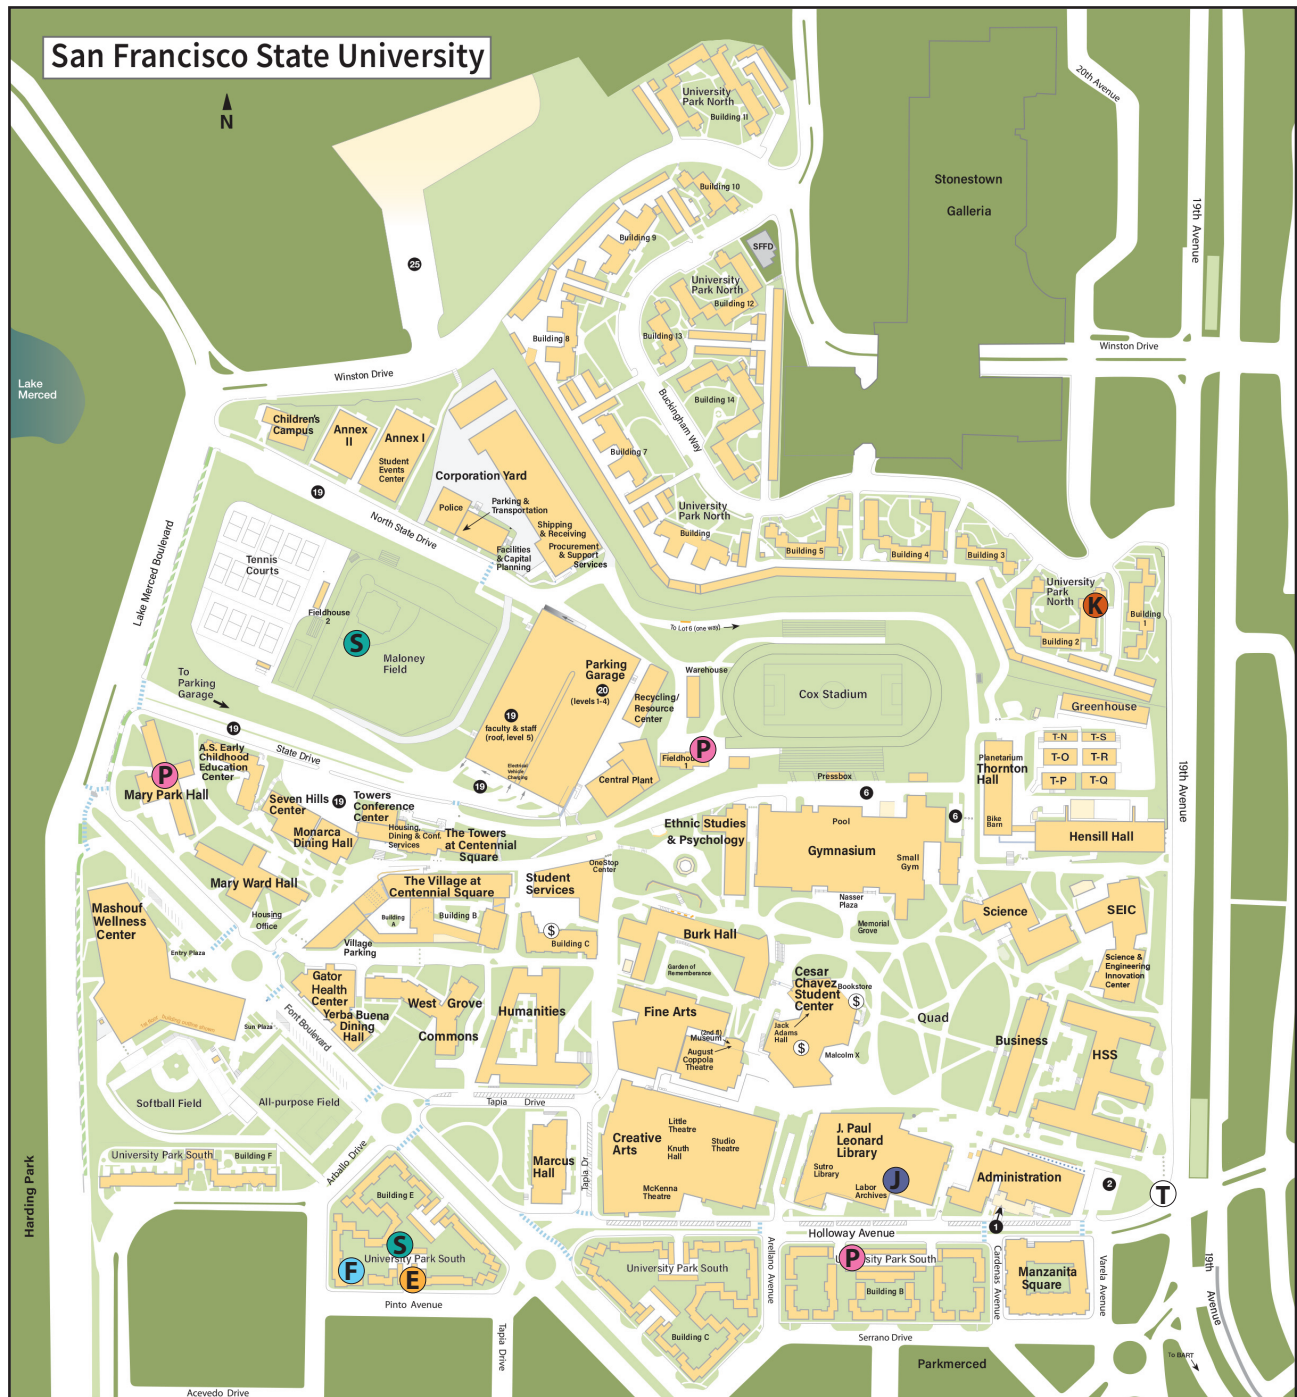 San Francisco State University
N
20th Avenue
University
Park North
Building 11
Stonestown
Galleria
Building 10
19th Avenue
Building 9
SFFD
25
University
Park North
Building 12
Building 13
Building 8
Winston Drive
Winston Drive
Lake
Merced
Building 14
Buckingham Way
Children's
Campus
Annex
II
Annex I
Student
Events
Center
Building 7
Corporation Yard
19
Police
Parking &
Transportation
University
Park North
Building
North State Drive
Shipping
& Receiving
Procurement
& Support
Services
Facilities
& Capital
Planning
Building 5
Building 4
Building 3
Lake Merced Boulevard
Tennis
Courts
University
Park
North
K
Building
1
Building 2
Fieldhouse
2
S
Maloney
Field
To Lot 6 (one way)
To
Parking
Garage
Parking
Garage
20
(levels 1-4)
Warehouse
Recycling/
Resource
Center
Cox Stadium
Greenhouse
19
faculty & staff
(roof, level 5)
19
State Drive
Electrical
Vehicle
Charging
19
Central Plant
Fieldhouse
1
P
Pressbox
6
6
T-N
T-S
T-O
T-R
T-P
T-Q
Planetarium
Thornton
Hall
Bike
Barn
Hensill Hall
19th Avenue
A.S. Early
Childhood
Education
Center
P
Mary Park Hall
Seven Hills
Center
19
Towers
Conference
Center
Monarca
Dining Hall
Housing,
Dining & Conf.
Services
The Towers
at Centennial
Square
Ethnic Studies
& Psychology
Pool
Gymnasium
Small
Gym
OneStop
Center
Student
Services
Mary Ward Hall
The Village at
Centennial Square
Building
A
Building B
$
Building C
Nasser
Plaza
Memorial
Grove
Science
SEIC
Science &
Engineering
Innovation
Center
Mashouf
Wellness
Center
Housing
Office
Entry Plaza
Village
Parking
Burk Hall
Garden of
Rememberance
Gator
Health
Center
Yerba Buena
Dining
Hall
West Grove
Commons
Humanities
Fine Arts
(2nd fl)
Museum
August
Coppola
Theatre
Cesar
Chavez
Student
Center
Bookstore
$
Jack
Adams
Hall
$
Malcolm X
Quad
Business
HSS
Font Boulevard
Sun Plaza
Softball Field
All-purpose Field
Tapia Drive
Little
Theatre
Creative
Arts
Knuth
Hall
Studio
Theatre
McKenna
Theatre
J. Paul
Leonard
Library
Sutro
Library
Labor
Archives
J
Administration
2
T
1
Harding Park
University Park South
Building F
Arballo Drive
Marcus
Hall
Tapia Dr.
Building E
S
University Park South
F
E
Pinto Avenue
Holloway Avenue
University Park South
Building C
Arellano Avenue
P
University Park South
Building B
Cardenas Avenue
Manzanita
Square
Varela Avenue
19th
Avenue
Serrano Drive
Tapia Drive
Parkmerced
To BART
Acevedo Drive